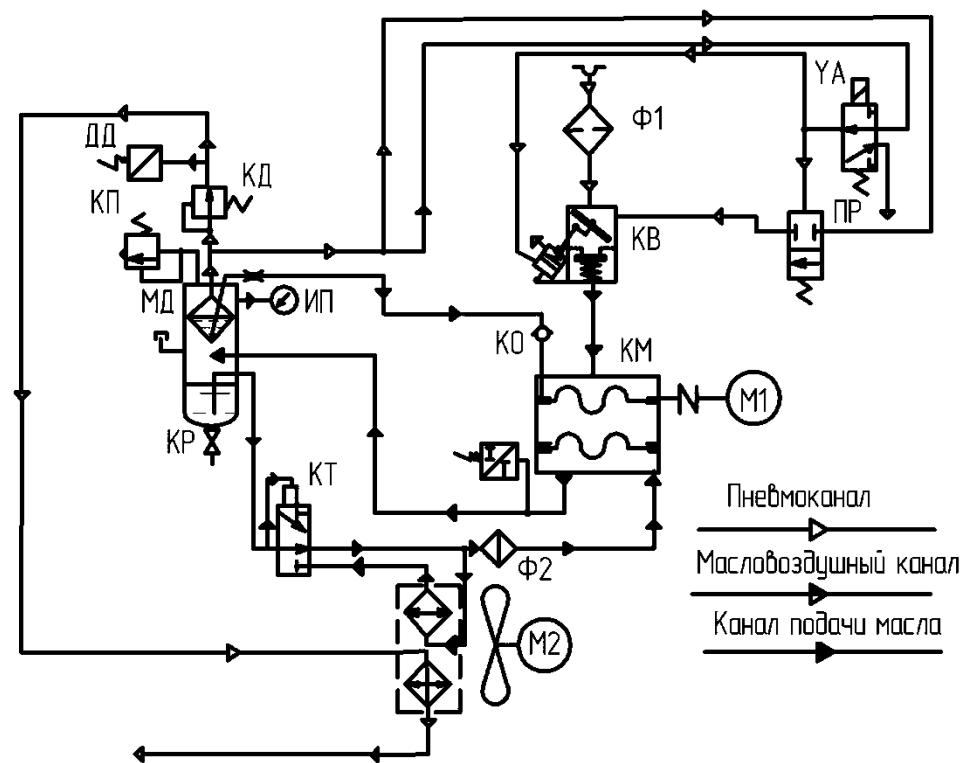 YA
Ф1
ДД
КД
КП
ПР
КВ
МД
ИП
КО
КМ
М1
КР
КТ
Пневмоканал
Ф2
Масловоздушный канал
Канал подачи масла
М2